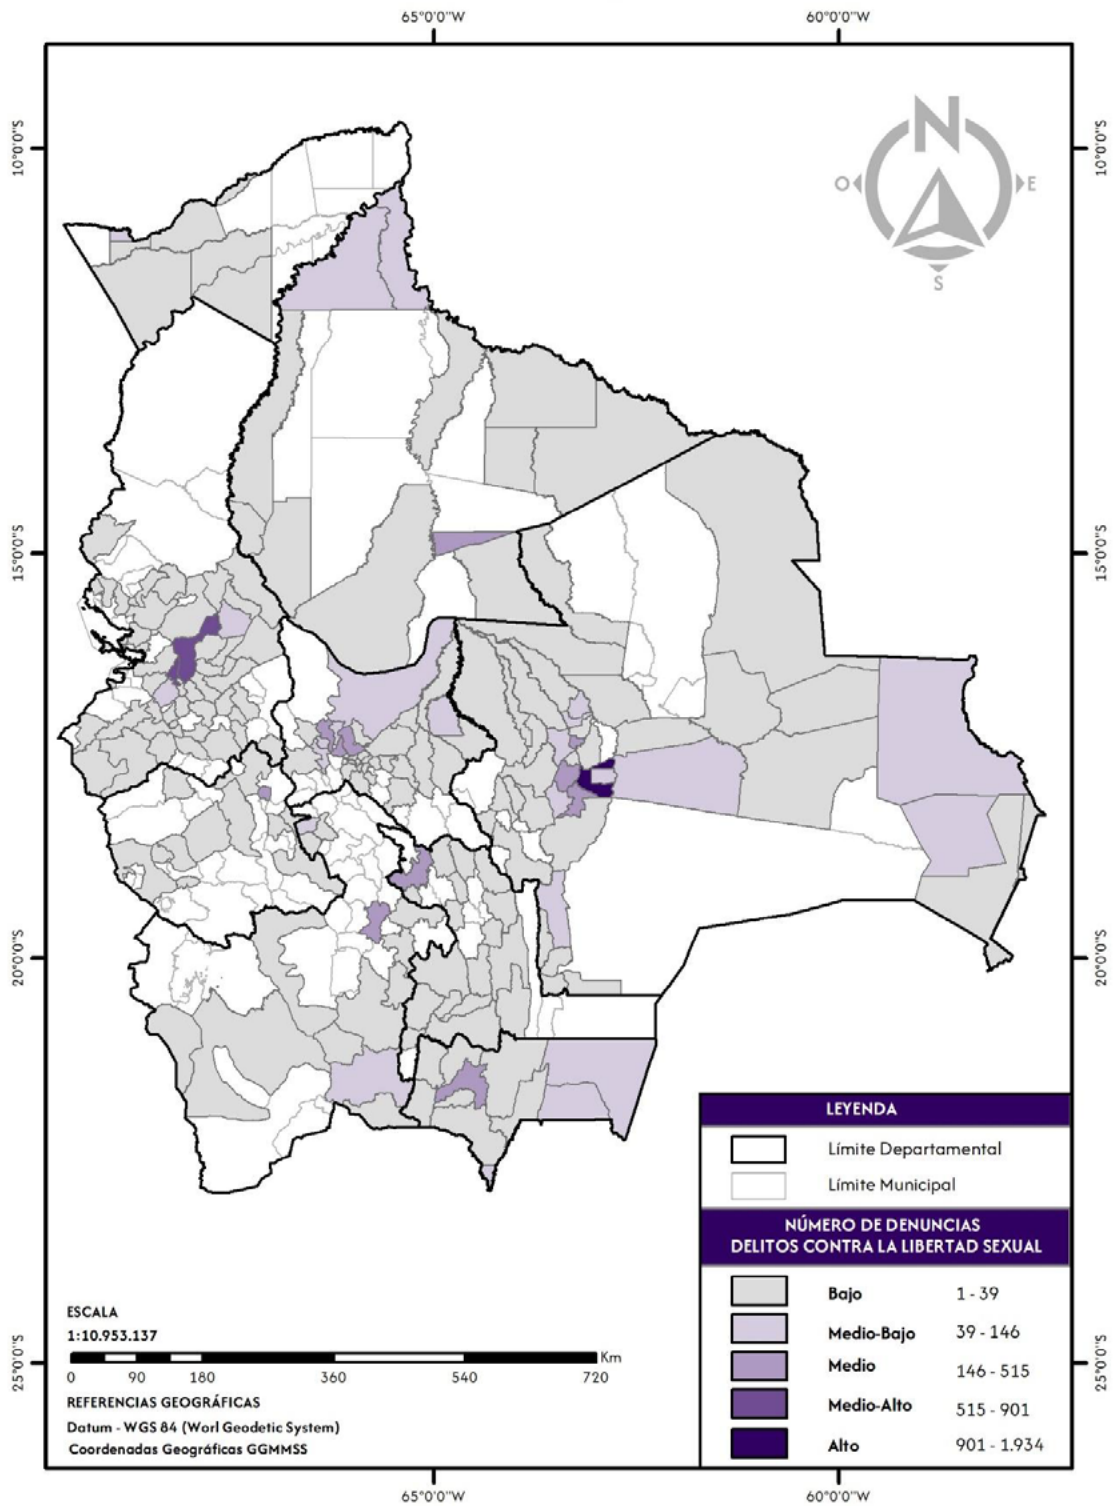 65°0'0"W 60°0'0"W
10°0'0"S 10°0'0"S
N
O E
S
15°0'0"S 15°0'0"S
20°0'0"S 20°0'0"S
25°0'0"S 25°0'0"S
LEYENDA
Límite Departamental
Límite Municipal
NÚMERO DE DENUNCIAS
DELITOS CONTRA LA LIBERTAD SEXUAL
Bajo 1 - 39
Medio-Bajo 39 - 146
Medio 146 - 515
Medio-Alto 515 - 901
Alto 901 - 1.934
ESCALA
1:10.953.137
Km
0 90 180 360 540 720
REFERENCIAS GEOGRÁFICAS
Datum - WGS 84 (Worl Geodetic System)
Coordenadas Geográficas GGMMSS
65°0'0"W 60°0'0"W